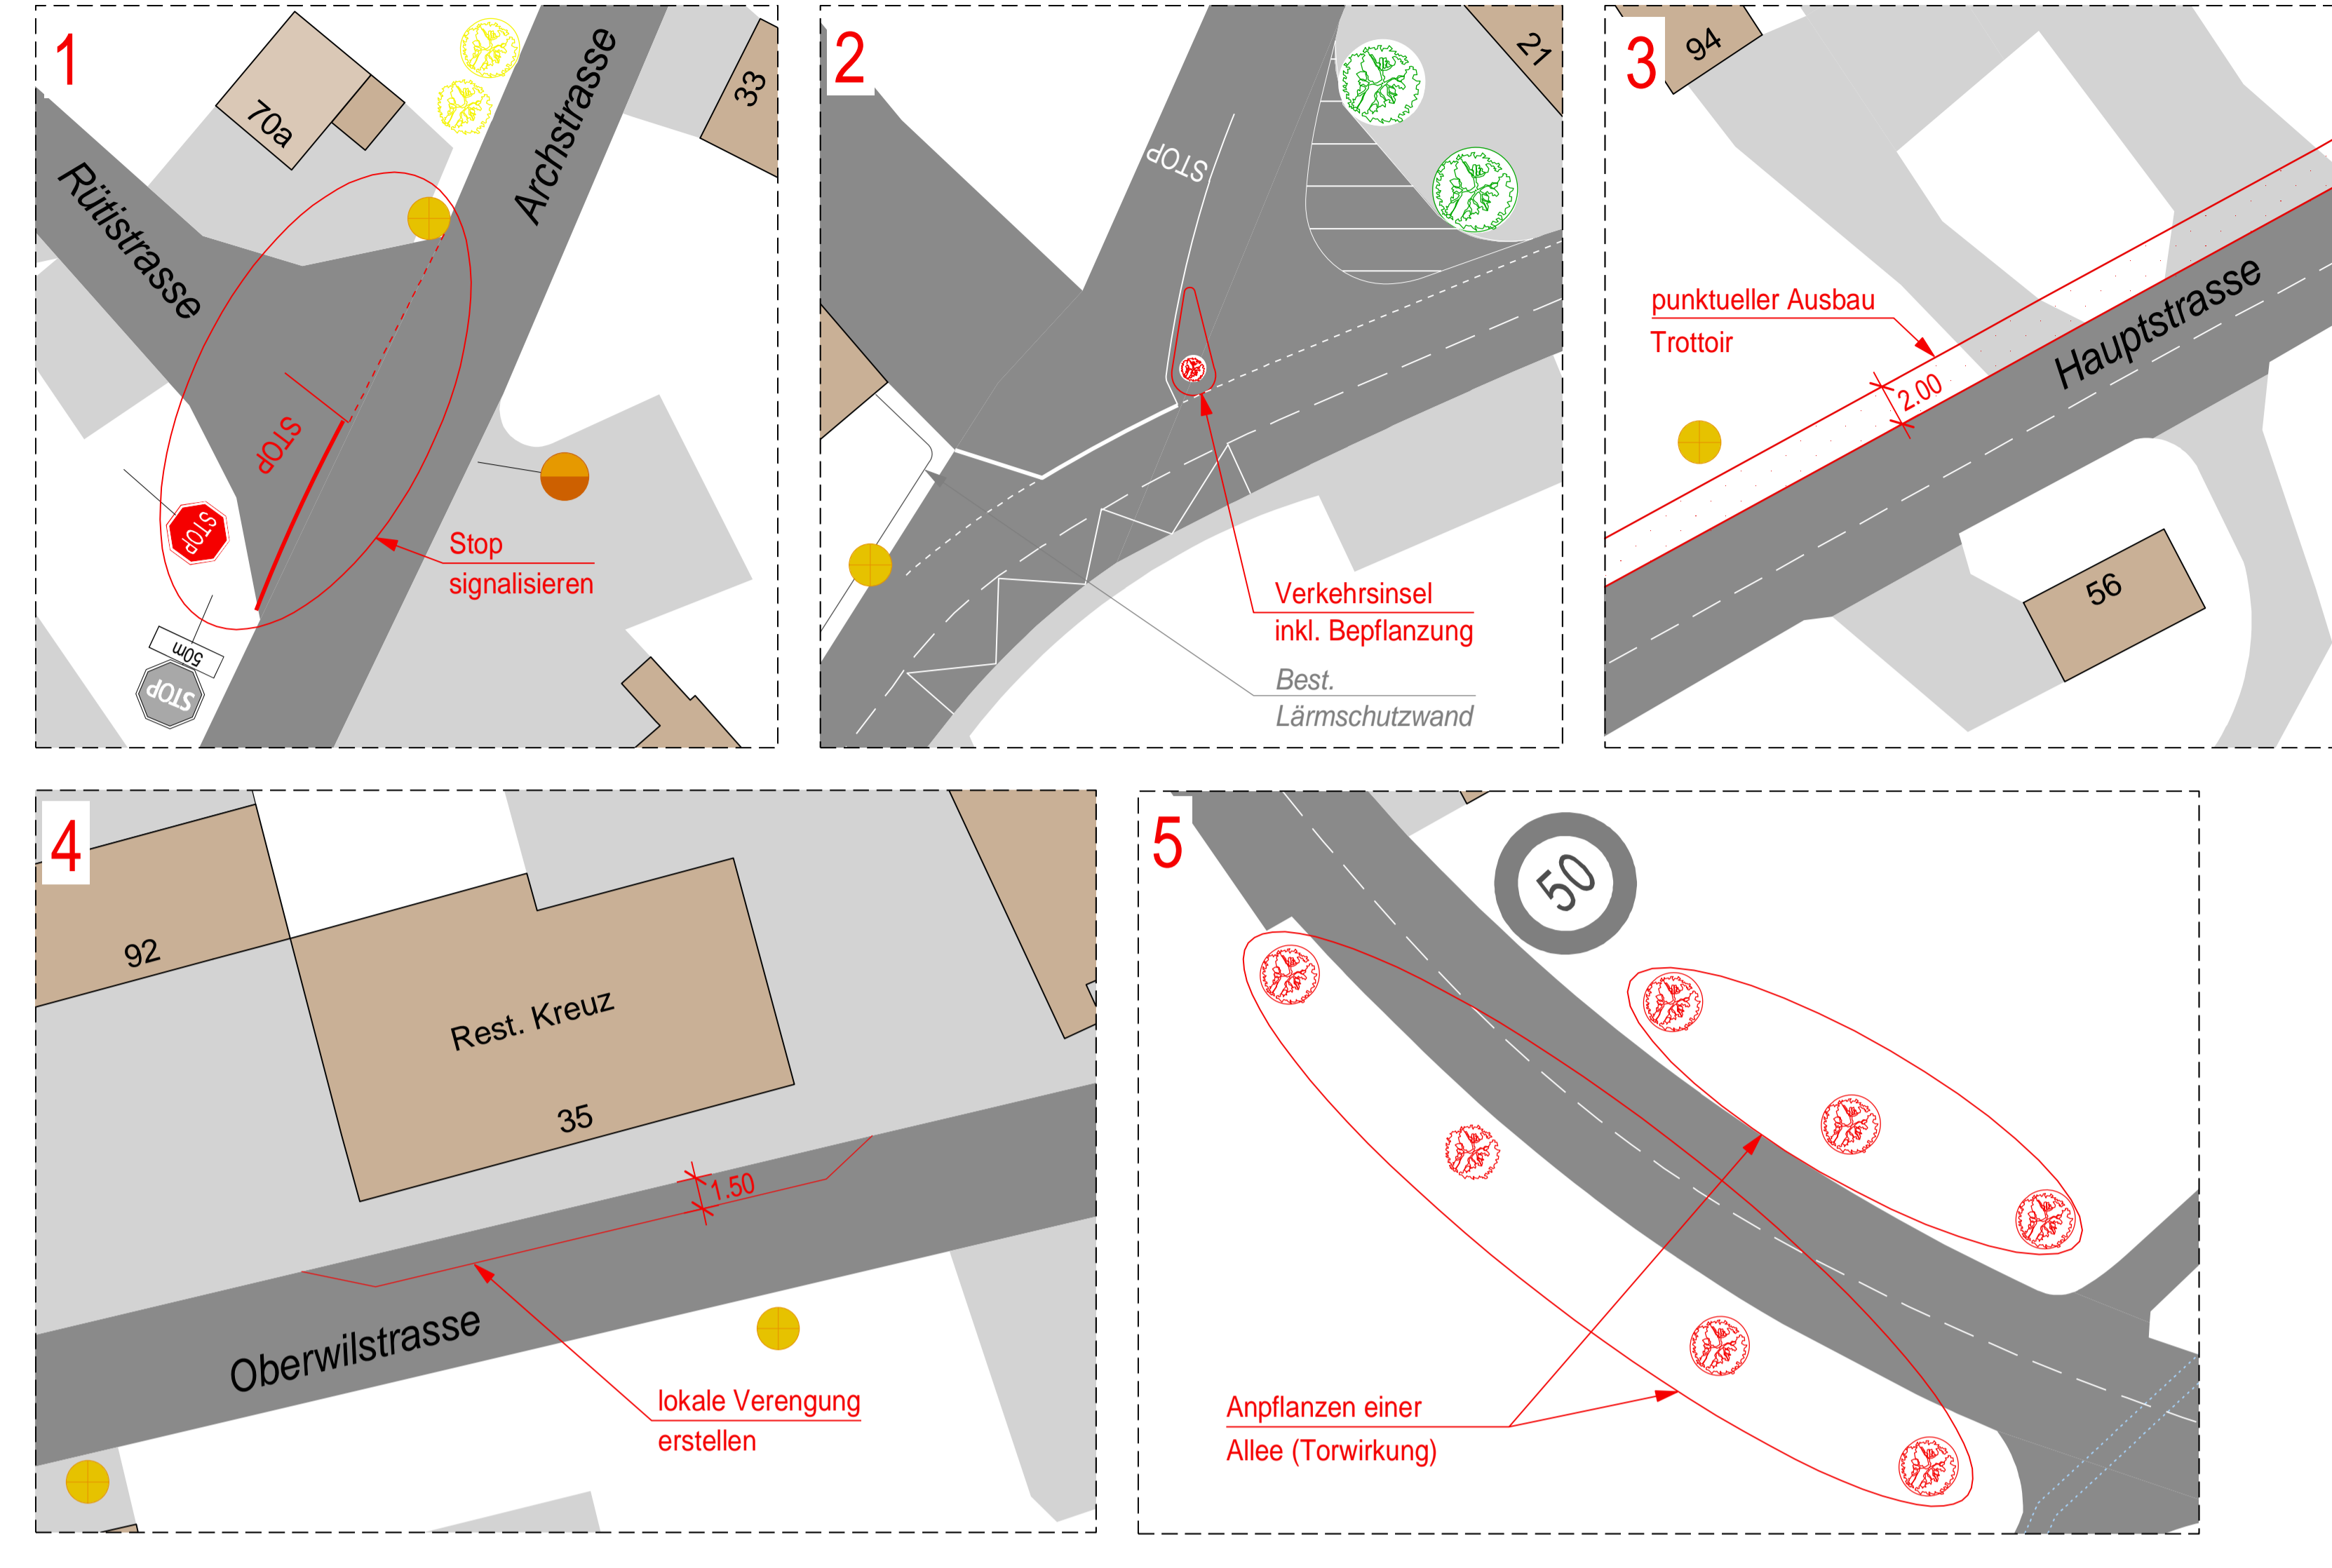 1
70a
33
Archstrasse
Rütistrasse
STOP
STOP
Stop
signalisieren
50m
STOP
2
21
STOP
Verkehrsinsel
inkl. Bepflanzung
Best.
Lärmschutzwand
3
94
punktueller Ausbau
Trottoir
2.00
Hauptstrasse
56
4
92
Rest. Kreuz
35
1.50
Oberwilstrasse
lokale Verengung
erstellen
5
50
Anpflanzen einer
Allee (Torwirkung)